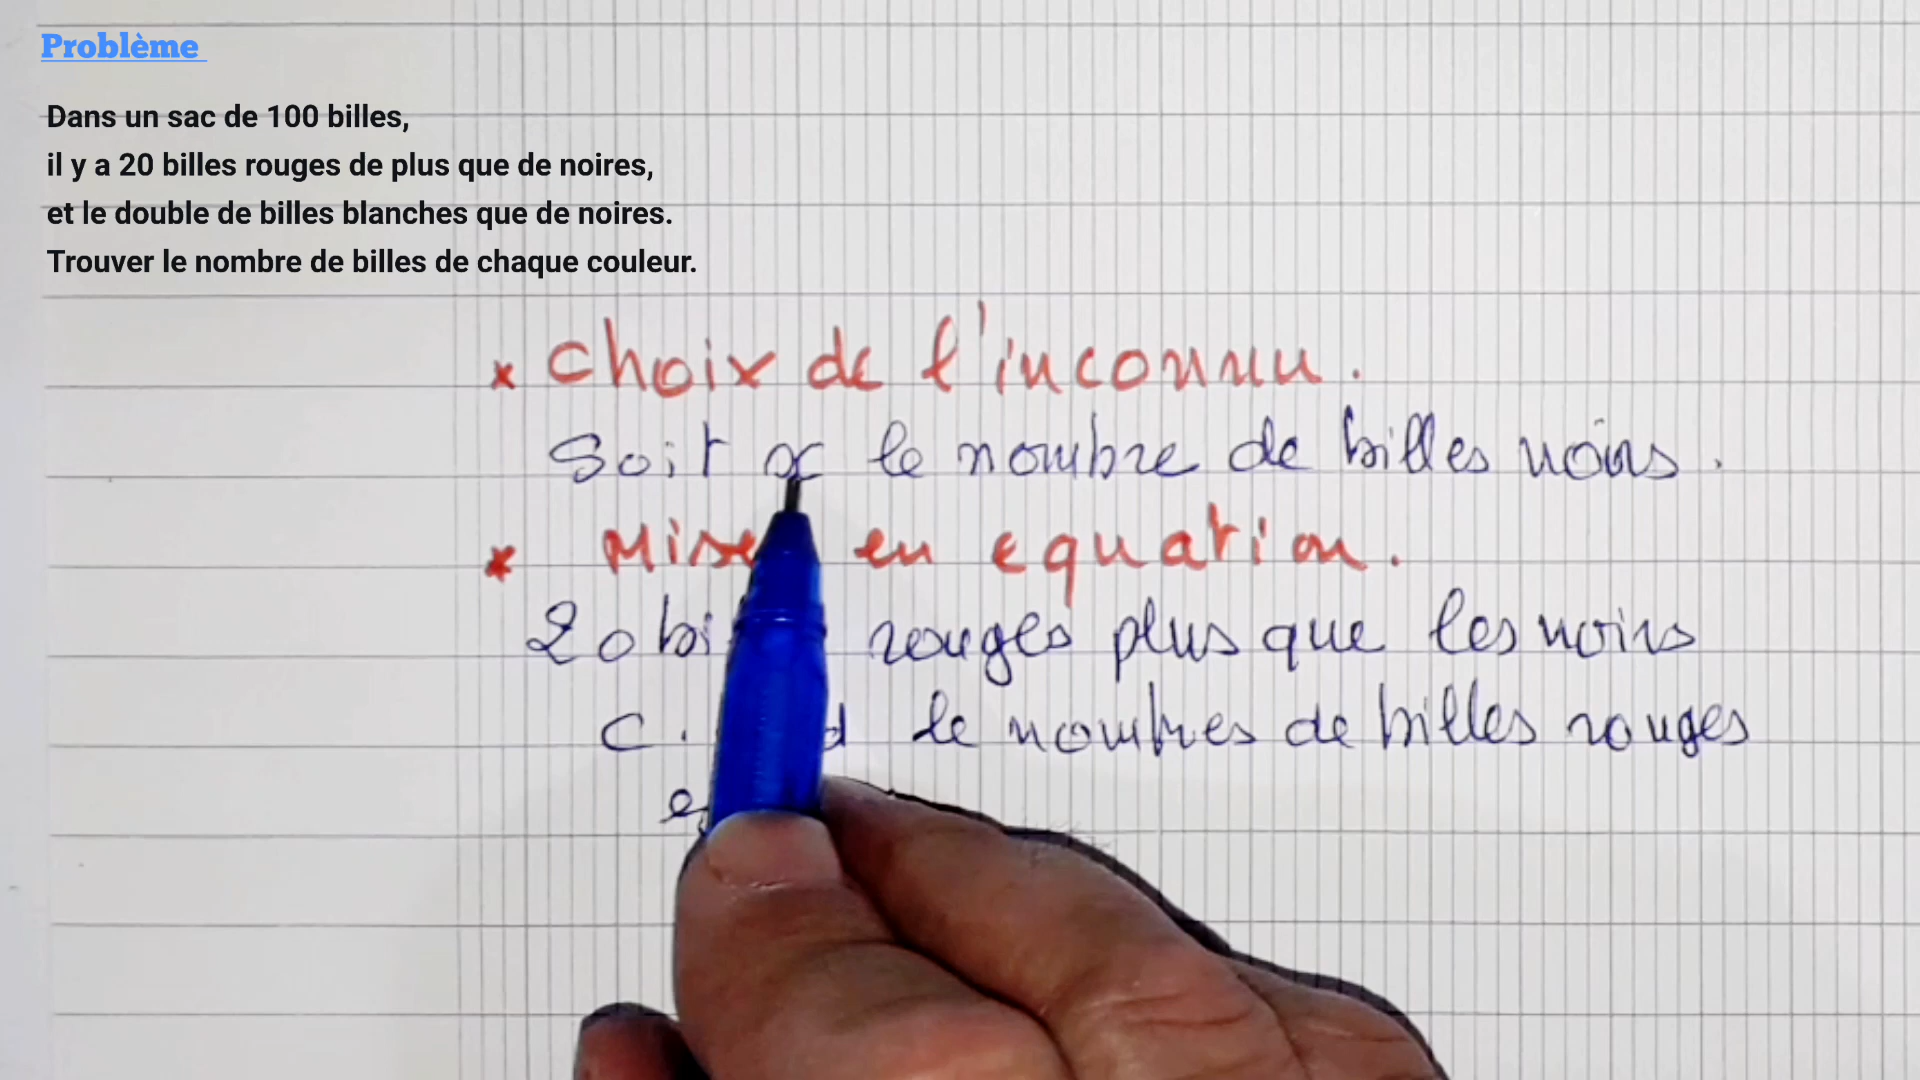 Problème
Dans un sac de 100 billes,
il y a 20 billes rouges de plus que de noires,
et le double de billes blanches que de noires.
Trouver le nombre de billes de chaque couleur.
* Choix de l'inconnu.
Soit x le nombre de billes noirs.
* Mise en equation.
20 rouges plus que les noirs
le nombres de billes rouges